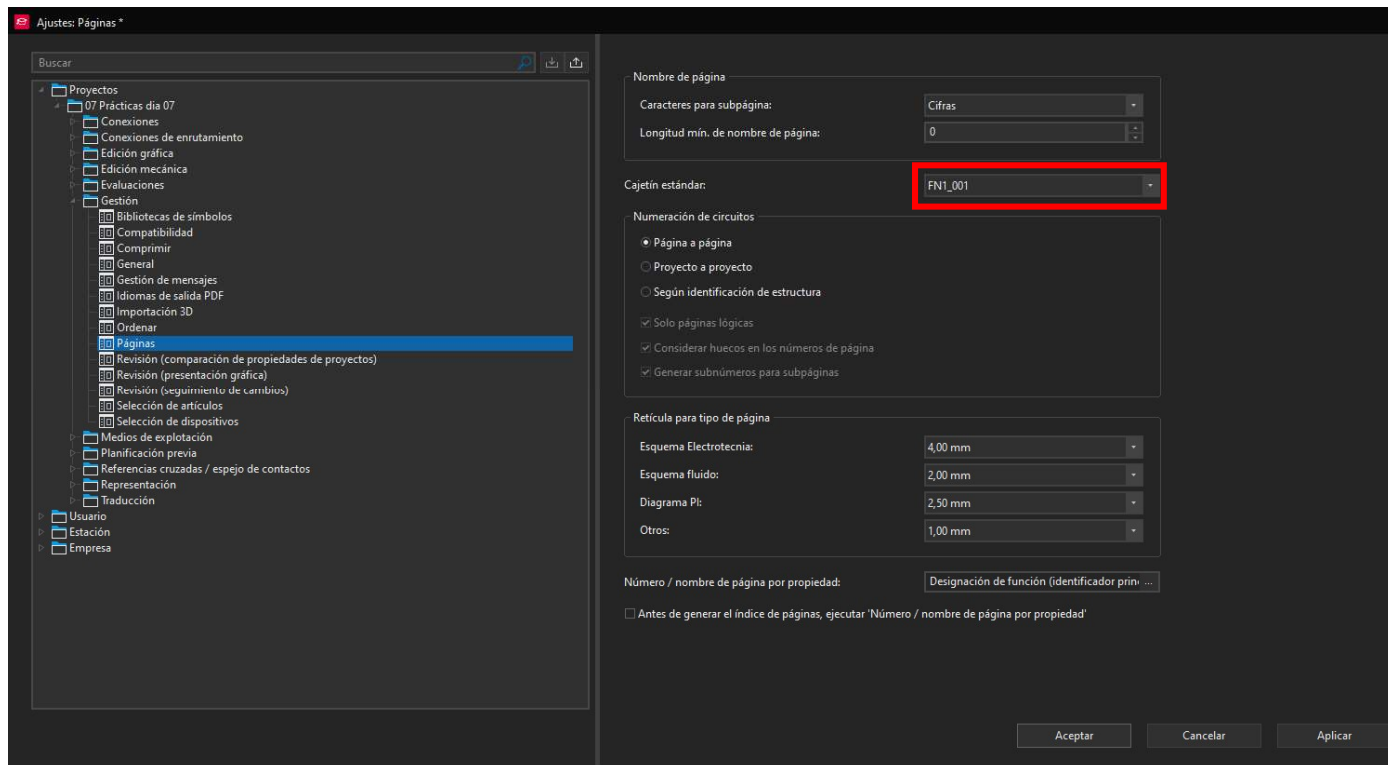 Ajustes: Páginas *
Buscar
Proyectos
07 Prácticas dia 07
Conexiones
Conexiones de enrutamiento
Edición gráfica
Edición mecánica
Evaluaciones
Gestión
Bibliotecas de símbolos
Compatibilidad
Comprimir
General
Gestión de mensajes
Idiomas de salida PDF
Importación 3D
Ordenar
Páginas
Revisión (comparación de propiedades de proyectos)
Revisión (presentación gráfica)
Revisión (seguimiento de cambios)
Selección de artículos
Selección de dispositivos
Medios de explotación
Planificación previa
Referencias cruzadas / espejo de contactos
Representación
Traducción
Usuario
Estación
Empresa
Nombre de página
Caracteres para subpágina: Cifras
Longitud mín. de nombre de página: 0
Cajetín estándar: FN1_001
Numeración de circuitos
Página a página
Proyecto a proyecto
Según identificación de estructura
Solo páginas lógicas
Considerar huecos en los números de página
Generar subnúmeros para subpáginas
Retícula para tipo de página
Esquema Electrotecnia: 4,00 mm
Esquema fluido: 2,00 mm
Diagrama PI: 2,50 mm
Otros: 1,00 mm
Número / nombre de página por propiedad: Designación de función (identificador prin ...
Antes de generar el índice de páginas, ejecutar 'Número / nombre de página por propiedad'
Aceptar Cancelar Aplicar